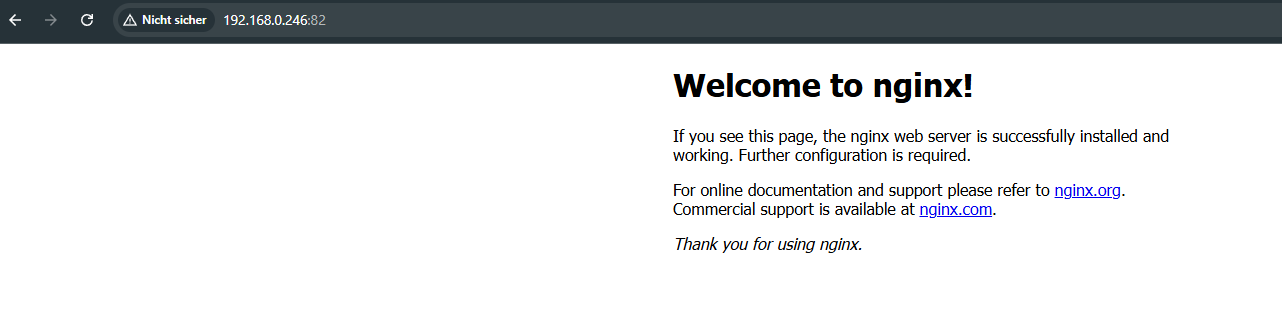 Nicht sicher 192.168.0.246:82
Welcome to nginx!
If you see this page, the nginx web server is successfully installed and
working. Further configuration is required.
For online documentation and support please refer to nginx.org.
Commercial support is available at nginx.com.
Thank you for using nginx.